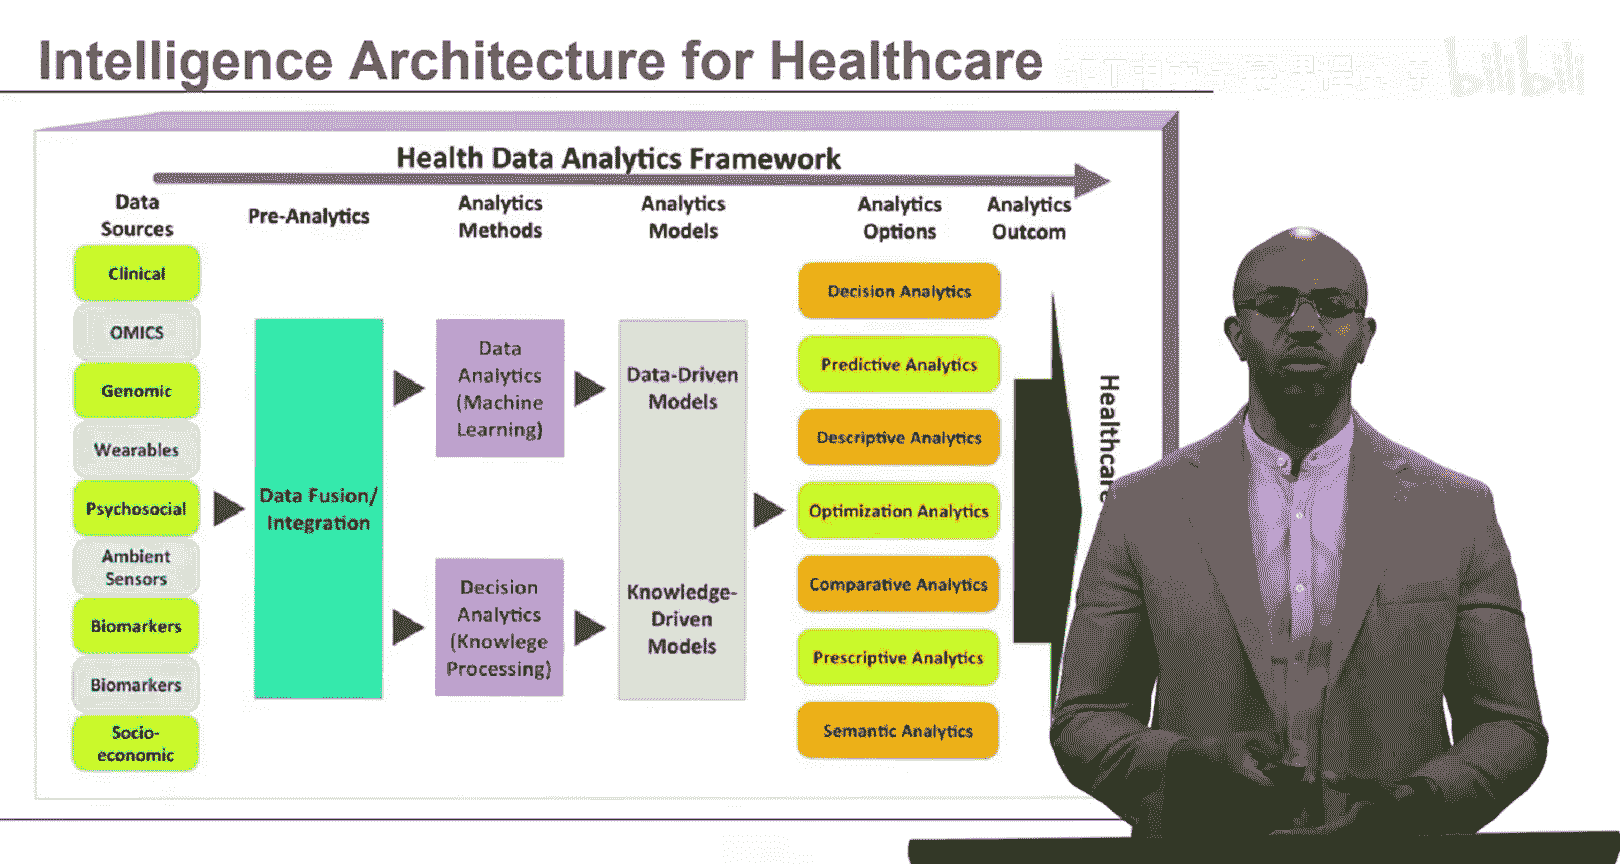 Intelligence Architecture for Healthcare
bilibili
Health Data Analytics Framework
Data
Sources
Pre-Analytics
Analytics
Methods
Analytics
Models
Analytics
Options
Analytics
Outcom
Clinical
OMICS
Genomic
Wearables
Psychosocial
Ambient
Sensors
Biomarkers
Biomarkers
Socio-
economic
Data Fusion/
Integration
Data
Analytics
(Machine
Learning)
Decision
Analytics
(Knowlege
Processing)
Data-Driven
Models
Knowledge-
Driven
Models
Decision Analytics
Predictive Analytics
Descriptive Analytics
Optimization Analytics
Comparative Analytics
Prescriptive Analytics
Semantic Analytics